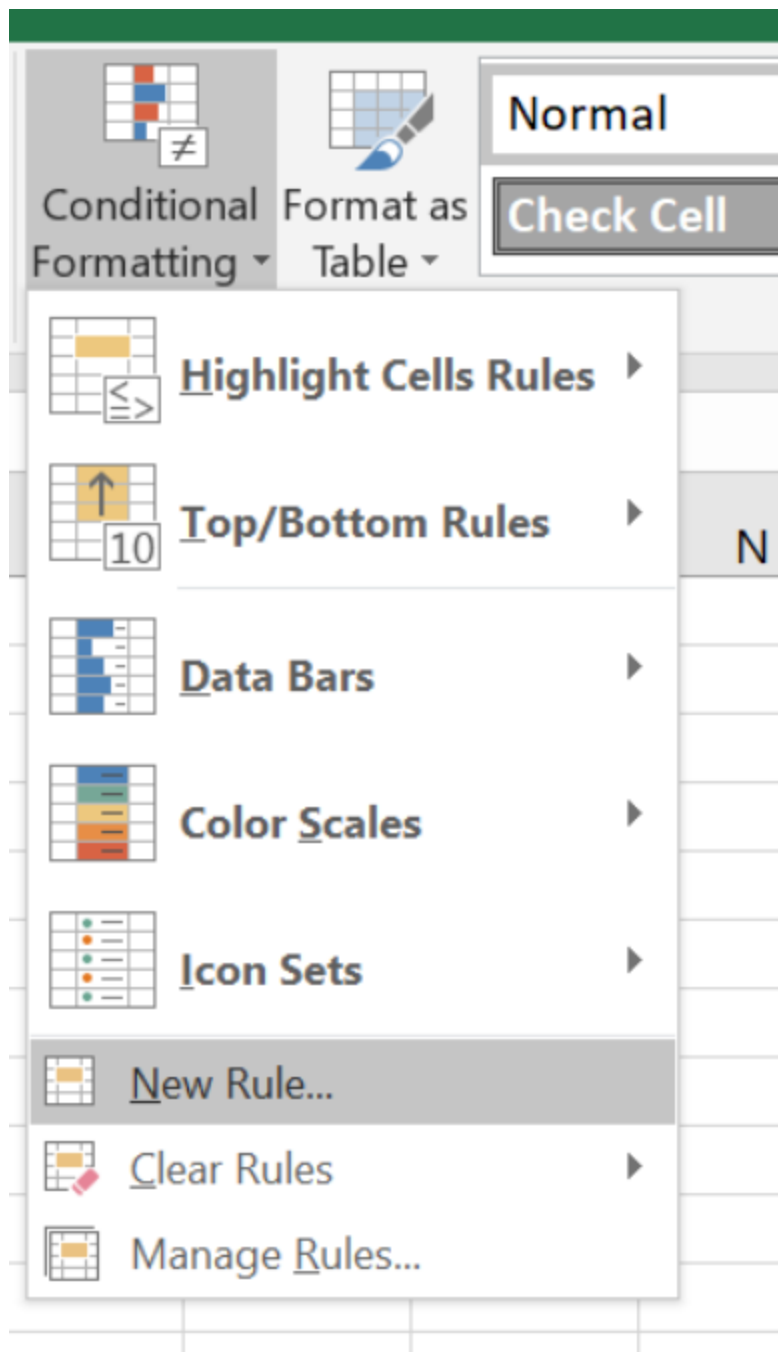 Conditional
Formatting
Format as
Table
Normal
Check Cell
≠
Highlight Cells Rules
≤
>
Top/Bottom Rules
10
N
Data Bars
Color Scales
Icon Sets
New Rule...
Clear Rules
Manage Rules...